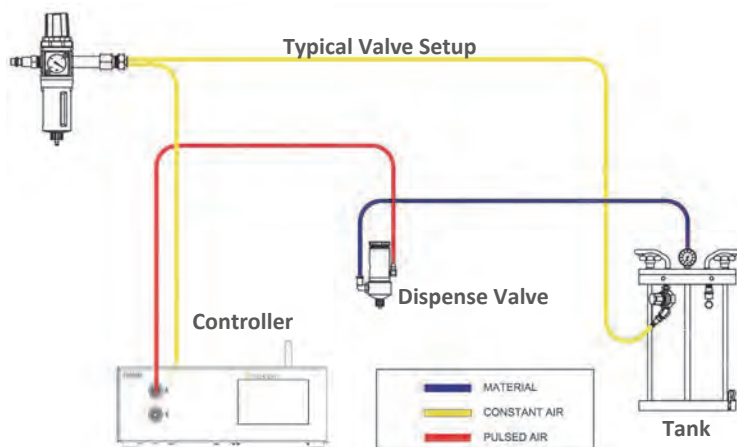 Typical Valve Setup
Dispense Valve
Controller
MATERIAL
CONSTANT AIR
PULSED AIR
Tank